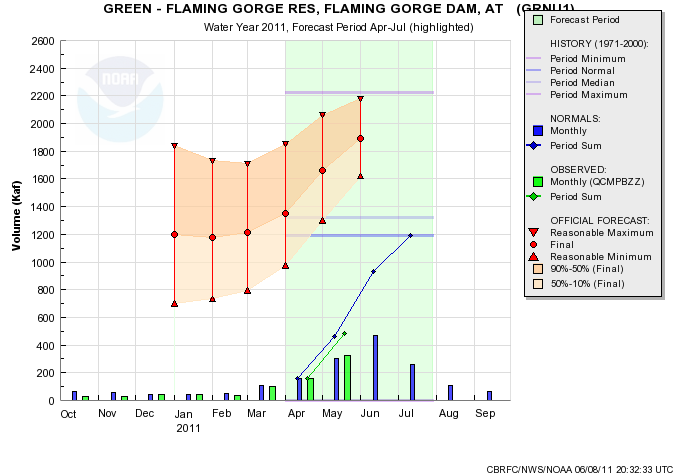 GREEN - FLAMING GORGE RES, FLAMING GORGE DAM, AT (GRNU1)
Water Year 2011, Forecast Period Apr-Jul (highlighted)
NOAA
Volume (Kaf)
2600
2400
2200
2000
1800
1600
1400
1200
1000
800
600
400
200
0
Oct Nov Dec Jan Feb Mar Apr May Jun Jul Aug Sep
2011
Forecast Period
HISTORY (1971-2000):
Period Minimum
Period Normal
Period Median
Period Maximum
NORMALS:
Monthly
Period Sum
OBSERVED:
Monthly (QCMPBZZ)
Period Sum
OFFICIAL FORECAST:
Reasonable Maximum
Final
Reasonable Minimum
90%-50% (Final)
50%-10% (Final)
CBRFC/NWS/NOAA 06/08/11 20:32:33 UTC